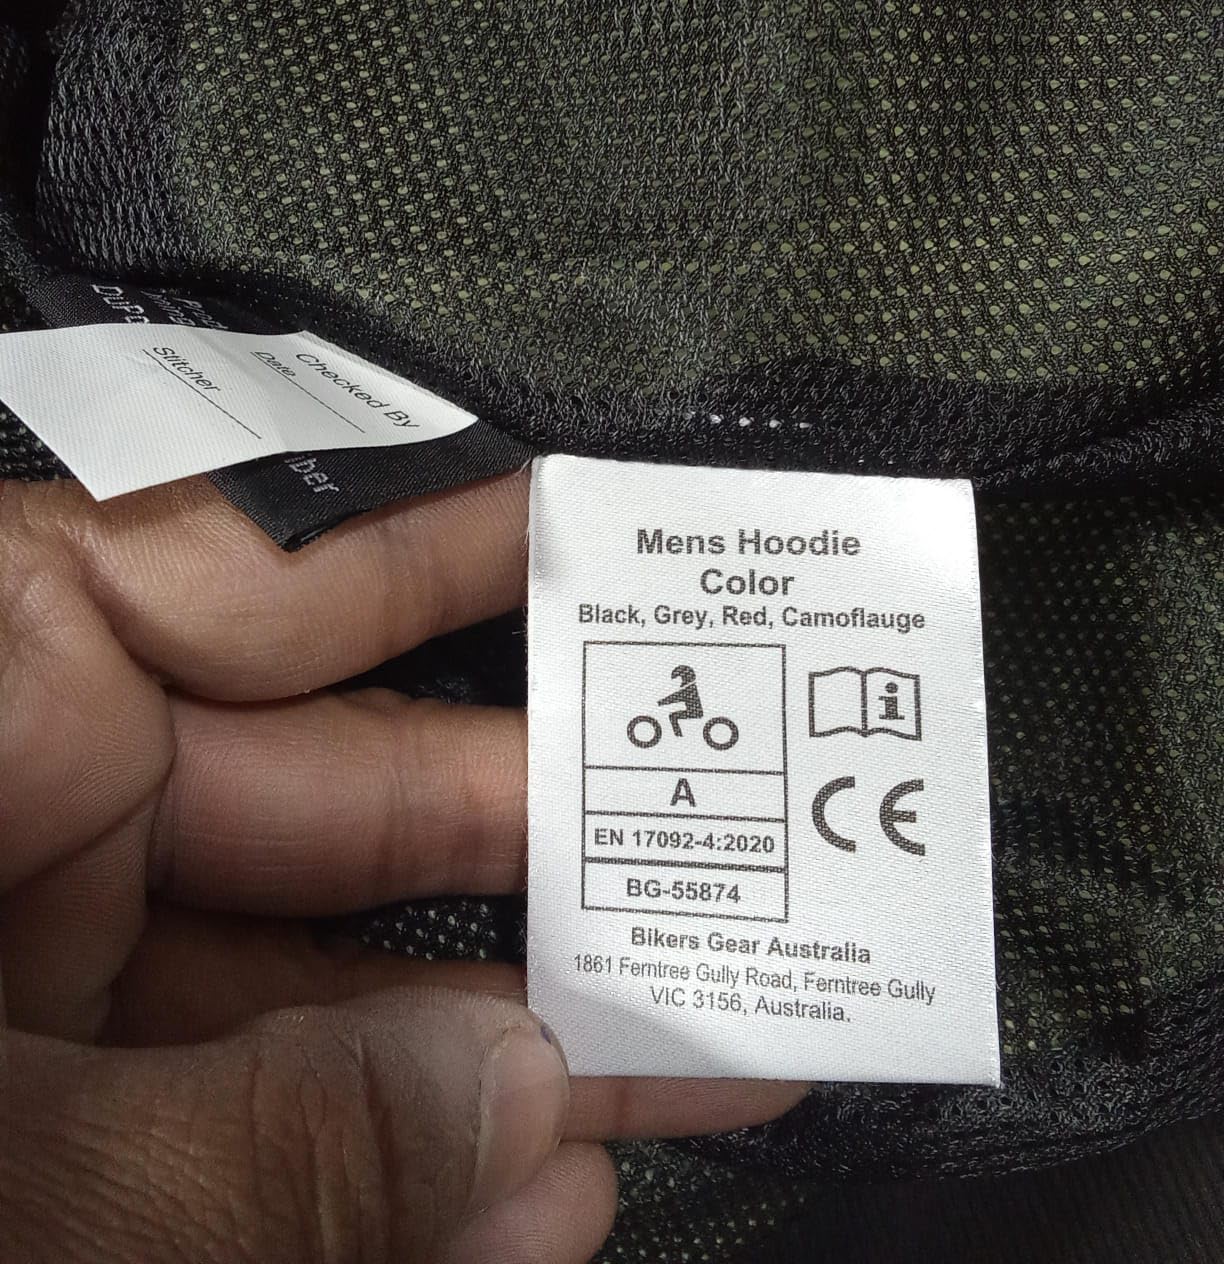 Mens Hoodie
Color
Black, Grey, Red, Camoflauge
i
A
EN 17092-4:2020
BG-55874
CE
Bikers Gear Australia
1861 Ferntree Gully Road, Ferntree Gully
VIC 3156, Australia.
Checked By
Date
Stitcher